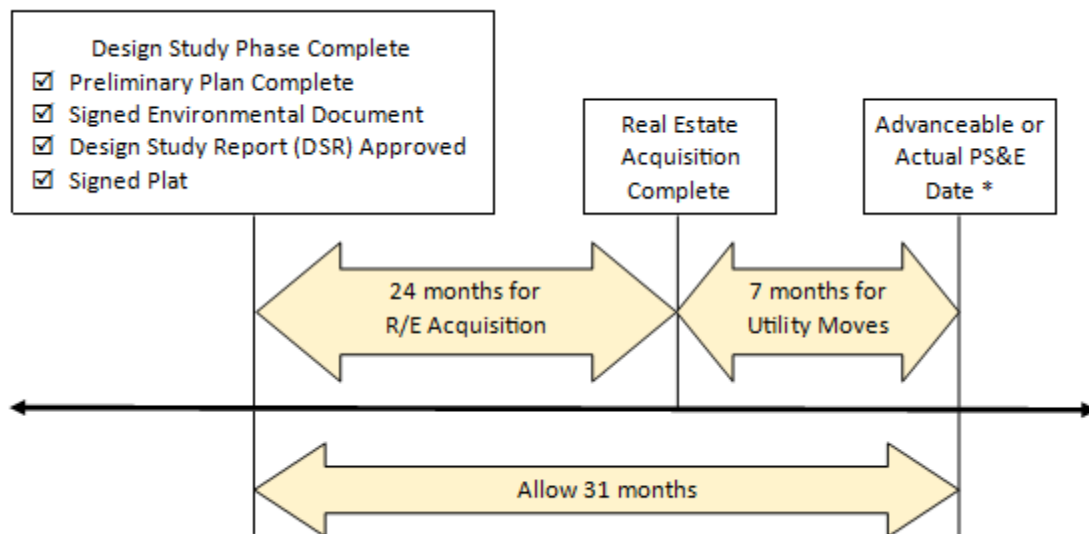 Design Study Phase Complete
☑ Preliminary Plan Complete
☑ Signed Environmental Document
☑ Design Study Report (DSR) Approved
☑ Signed Plat
Real Estate
Acquisition
Complete
Advanceable or
Actual PS&E
Date *
24 months for
R/E Acquisition
7 months for
Utility Moves
Allow 31 months